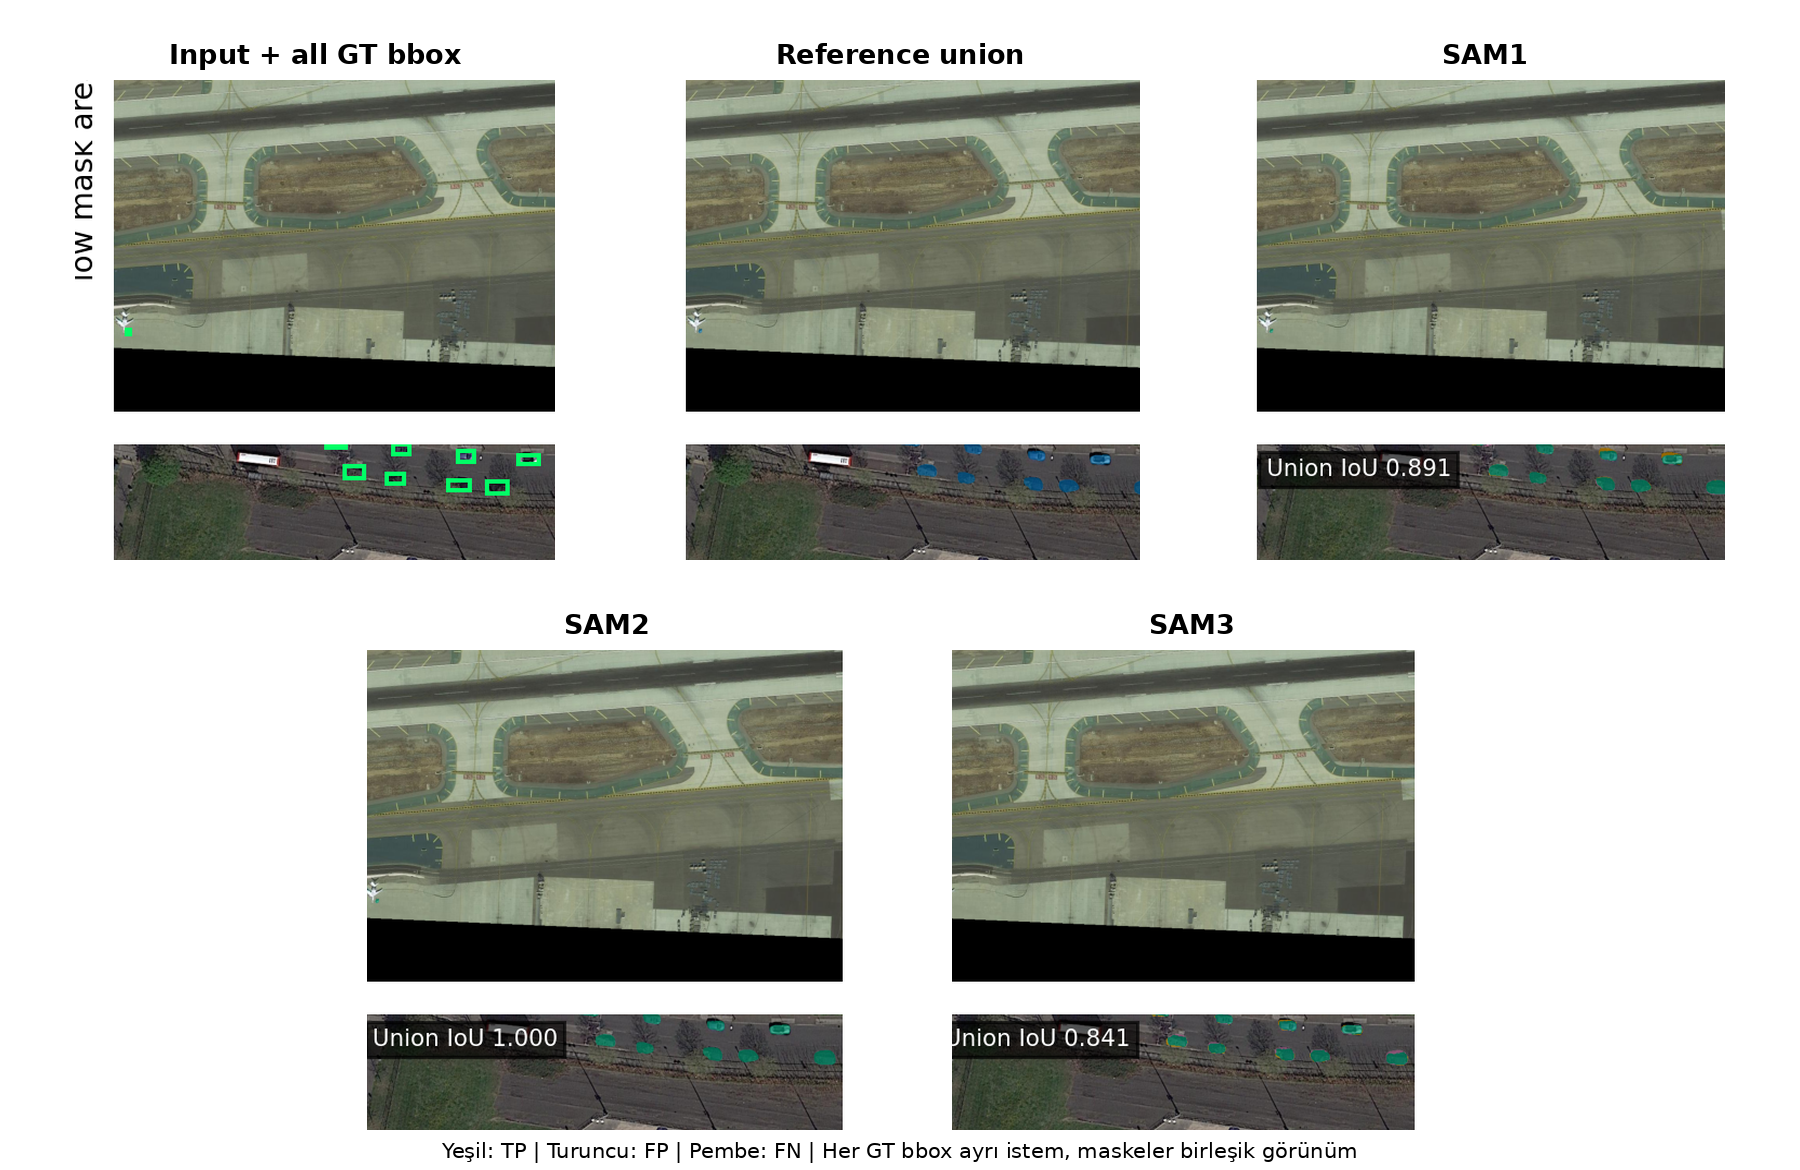 Input + all GT bbox
Reference union
SAM1
low mask are
Union IoU 0.891
SAM2
SAM3
Union IoU 1.000
Union IoU 0.841
Yeşil: TP | Turuncu: FP | Pembe: FN | Her GT bbox ayrı istem, maskeler birleşik görünüm